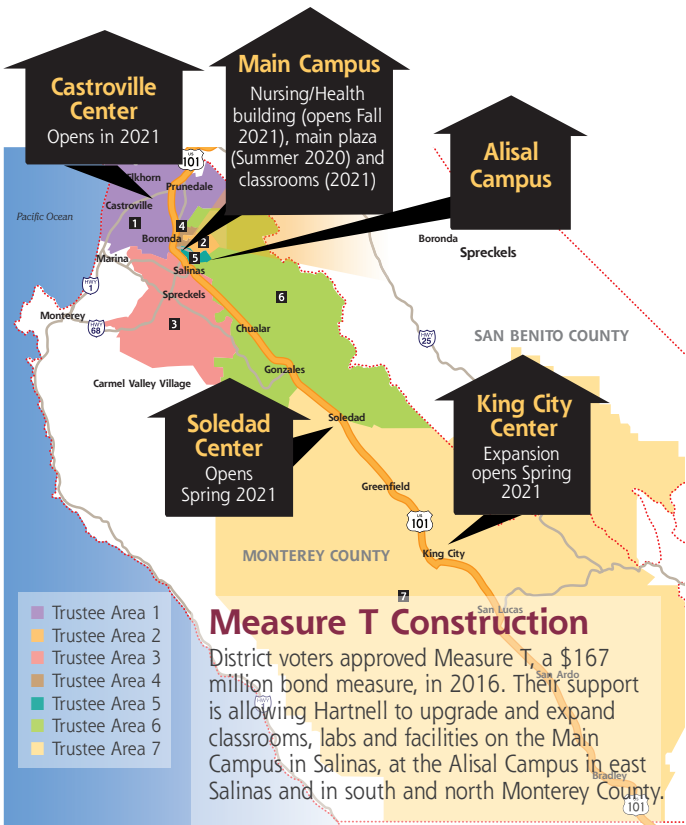 Castroville
Center
Opens in 2021
Main Campus
Nursing/Health
building (opens Fall
2021), main plaza
(Summer 2020) and
classrooms (2021)
Alisal
Campus
US
101
Elkhorn
Prunedale
Castroville
Pacific Ocean
1
4
Boronda
2
Boronda
Spreckels
Marina
5
Salinas
HWY
1
Spreckels
6
Monterey
HWY
68
3
Chualar
HWY
25
SAN BENITO COUNTY
Gonzales
Carmel Valley Village
Soledad
Center
Opens
Spring 2021
Soledad
King City
Center
Expansion
opens Spring
2021
Greenfield
US
101
MONTEREY COUNTY
King City
7
San Lucas
Trustee Area 1
Trustee Area 2
Trustee Area 3
Trustee Area 4
Trustee Area 5
Trustee Area 6
Trustee Area 7
Measure T Construction
District voters approved Measure T, a $167
million bond measure, in 2016. Their support
is allowing Hartnell to upgrade and expand
classrooms, labs and facilities on the Main
Campus in Salinas, at the Alisal Campus in east
Salinas and in south and north Monterey County.
San Ardo
HWY
Bradley
US
101